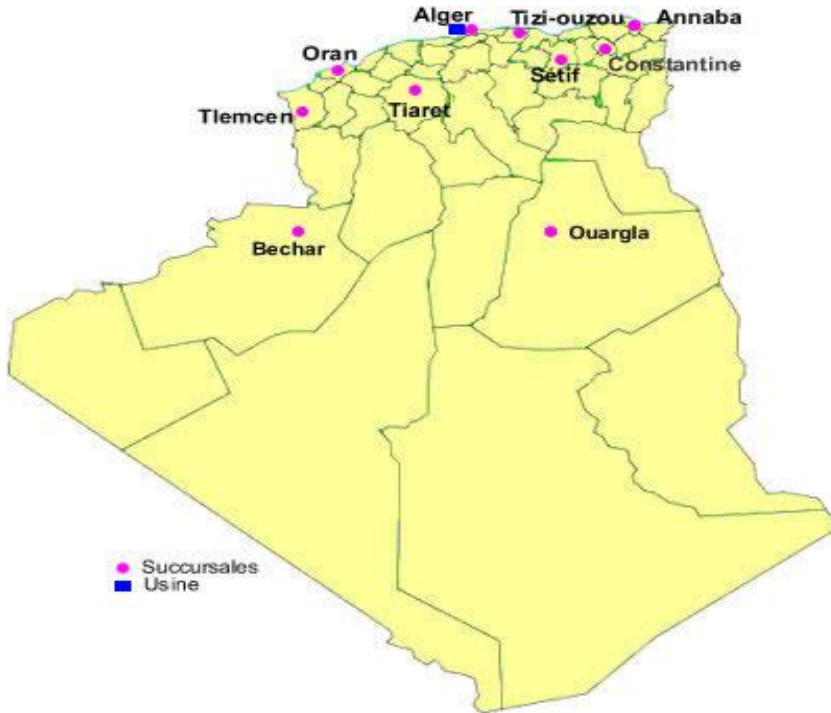 Alger
Tizi-ouzou
Annaba
Oran
Constantine
Setif
Tlemcen
Tiaret
Bechar
Ouargla
Succursales
Usine